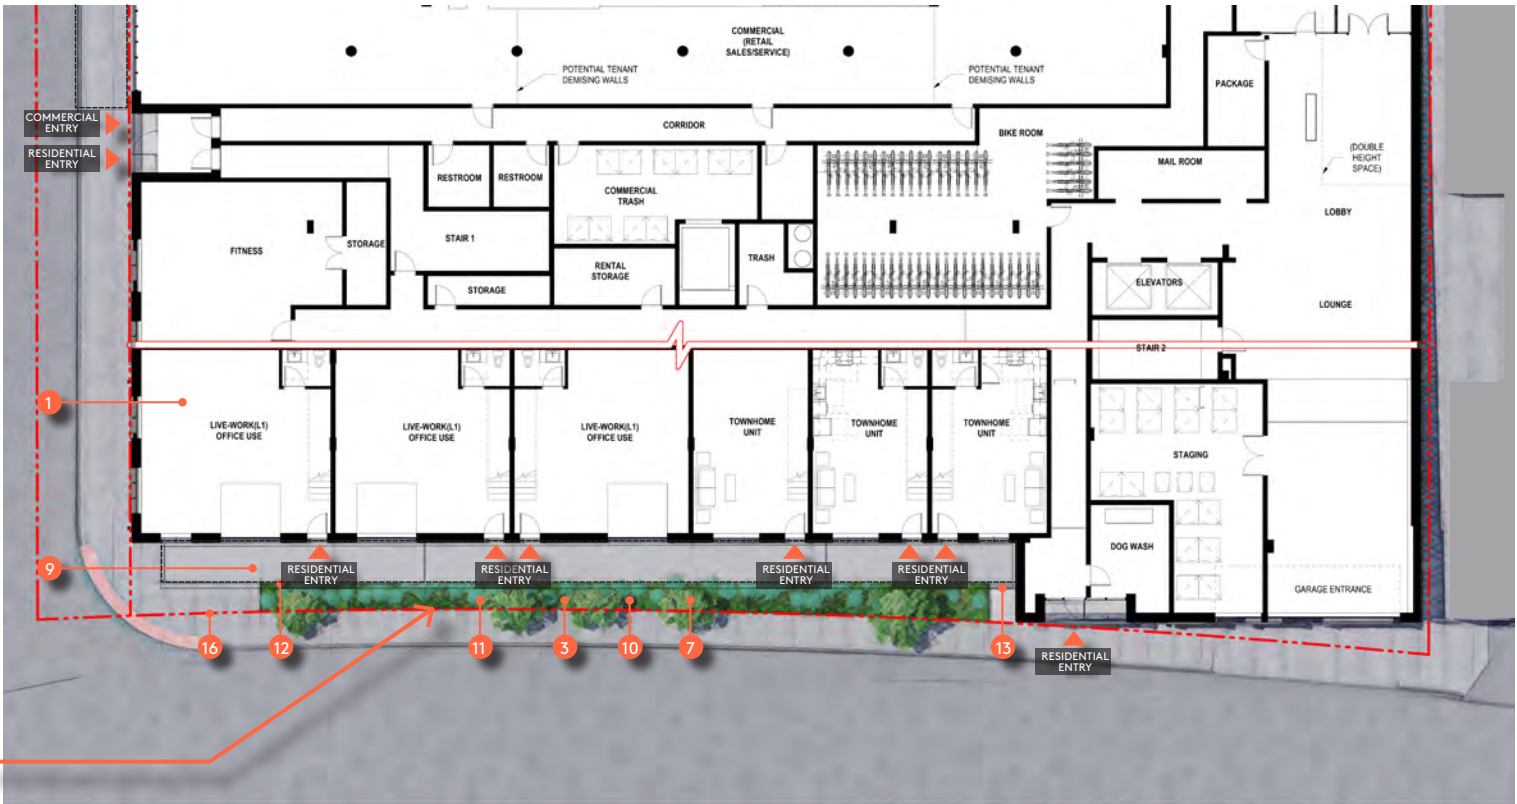 COMMERCIAL
(RETAIL
SALES/SERVICE)
POTENTIAL TENANT
DEMISING WALLS
POTENTIAL TENANT
DEMISING WALLS
PACKAGE
COMMERCIAL
ENTRY
RESIDENTIAL
ENTRY
CORRIDOR
BIKE ROOM
(DOUBLE
HEIGHT
SPACE)
MAIL ROOM
RESTROOM
RESTROOM
COMMERCIAL
TRASH
LOBBY
STAIR 1
FITNESS
STORAGE
TRASH
RENTAL
STORAGE
STORAGE
ELEVATORS
LOUNGE
STAIR 2
1
LIVE-WORK(L1)
OFFICE USE
LIVE-WORK(L1)
OFFICE USE
LIVE-WORK(L1)
OFFICE USE
TOWNHOME
UNIT
TOWNHOME
UNIT
TOWNHOME
UNIT
STAGING
DOG WASH
GARAGE ENTRANCE
9
RESIDENTIAL
ENTRY
RESIDENTIAL
ENTRY
RESIDENTIAL
ENTRY
RESIDENTIAL
ENTRY
16
12
11
3
10
7
13
RESIDENTIAL
ENTRY